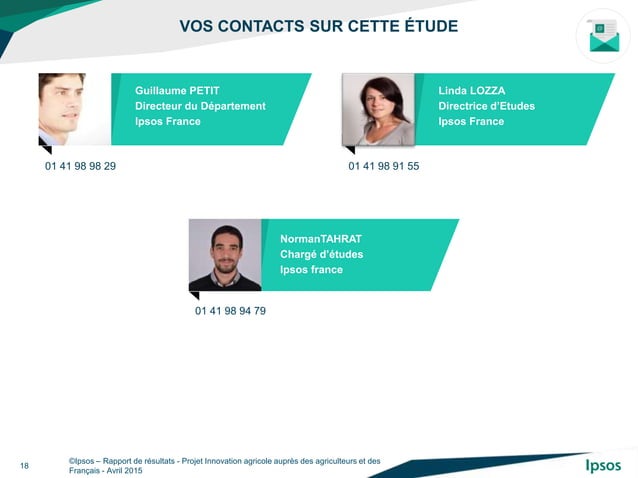 VOS CONTACTS SUR CETTE ÉTUDE
Ipsos
Guillaume PETIT
Directeur du Département
Ipsos France
01 41 98 98 29
Linda LOZZA
Directrice d'Etudes
Ipsos France
01 41 98 91 55
NormanTAHRAT
Chargé d'études
Ipsos france
01 41 98 94 79
18
©Ipsos – Rapport de résultats - Projet Innovation agricole auprès des agriculteurs et des
Français - Avril 2015
Ipsos